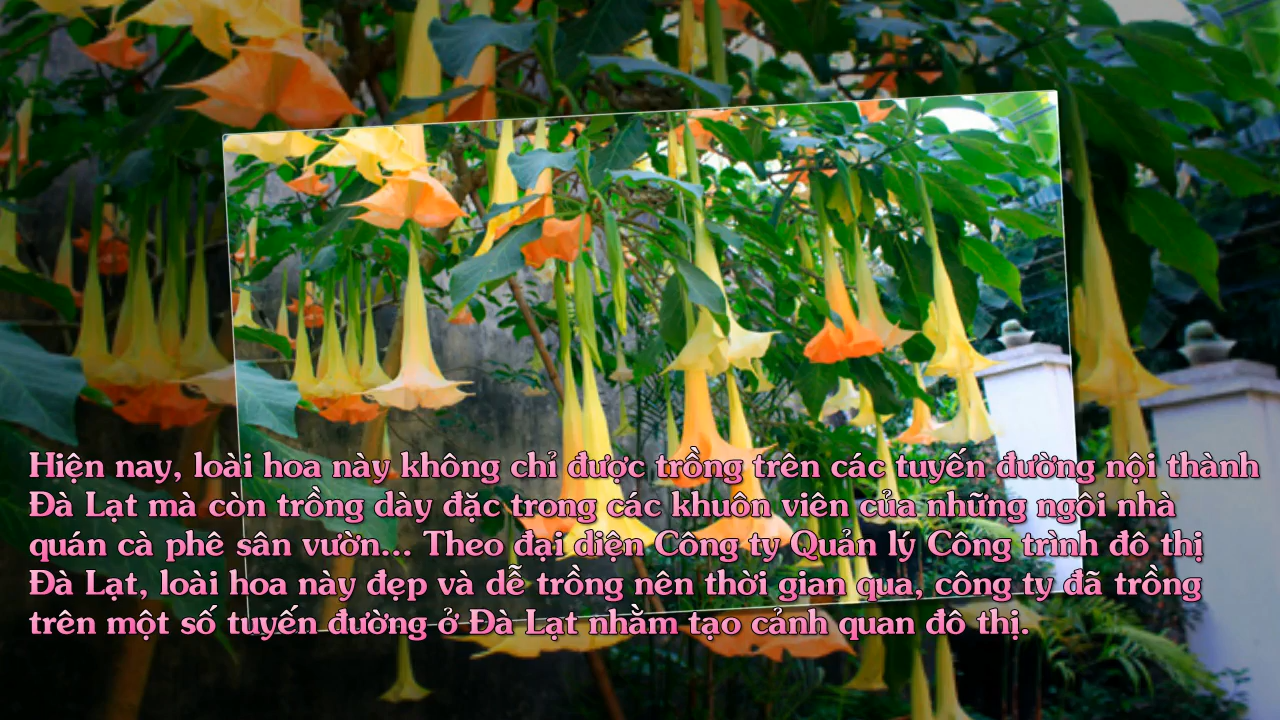 Hiện nay, loài hoa này không chỉ được trồng trên các tuyến đường nội thành
Đà Lạt mà còn trồng dày đặc trong các khuôn viên của những ngôi nhà
quán cà phê sân vườn... Theo đại diện Công ty Quản lý Công trình đô thị
Đà Lạt, loài hoa này đẹp và dễ trồng nên thời gian qua, công ty đã trồng
trên một số tuyến đường ở Đà Lạt nhằm tạo cảnh quan đô thị.